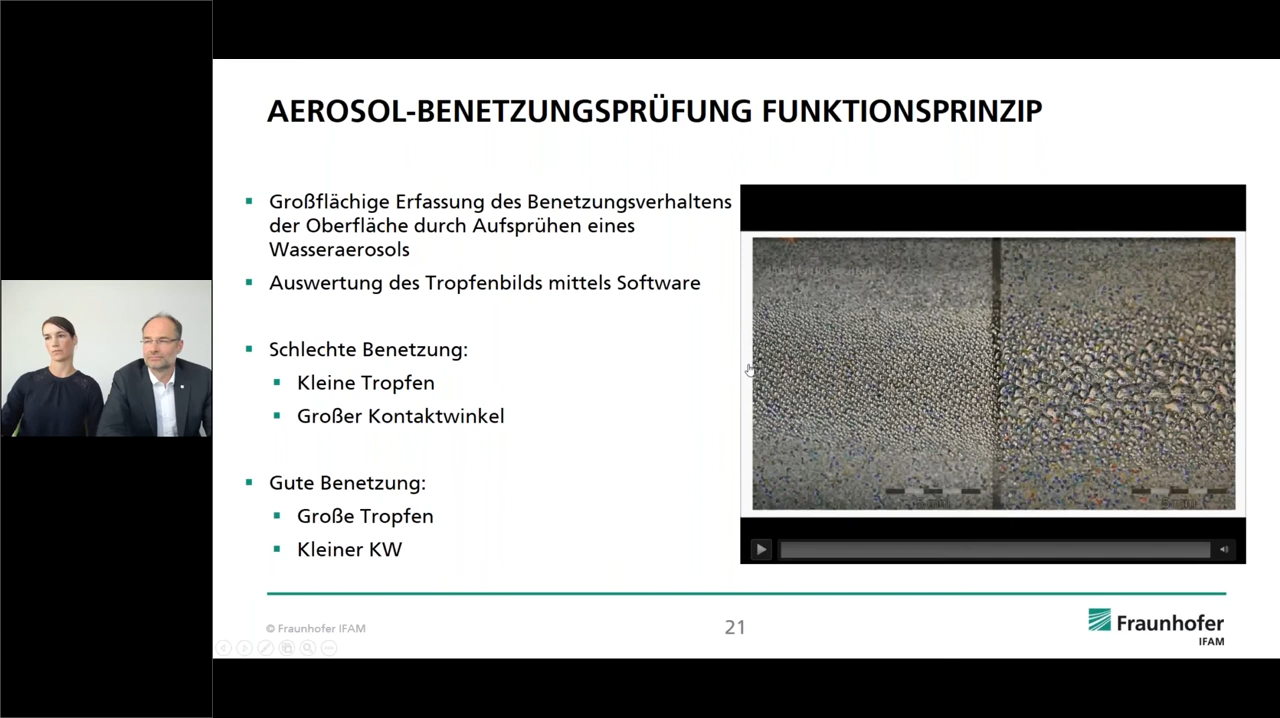 AEROSOL-BENETZUNGSPRÜFUNG FUNKTIONSPRINZIP
Großflächige Erfassung des Benetzungsverhaltens
der Oberfläche durch Aufsprühen eines
Wasseraerosols
Auswertung des Tropfenbilds mittels Software
Schlechte Benetzung:
Kleine Tropfen
Großer Kontaktwinkel
Gute Benetzung:
Große Tropfen
Kleiner KW
© Fraunhofer IFAM
21
Fraunhofer
IFAM